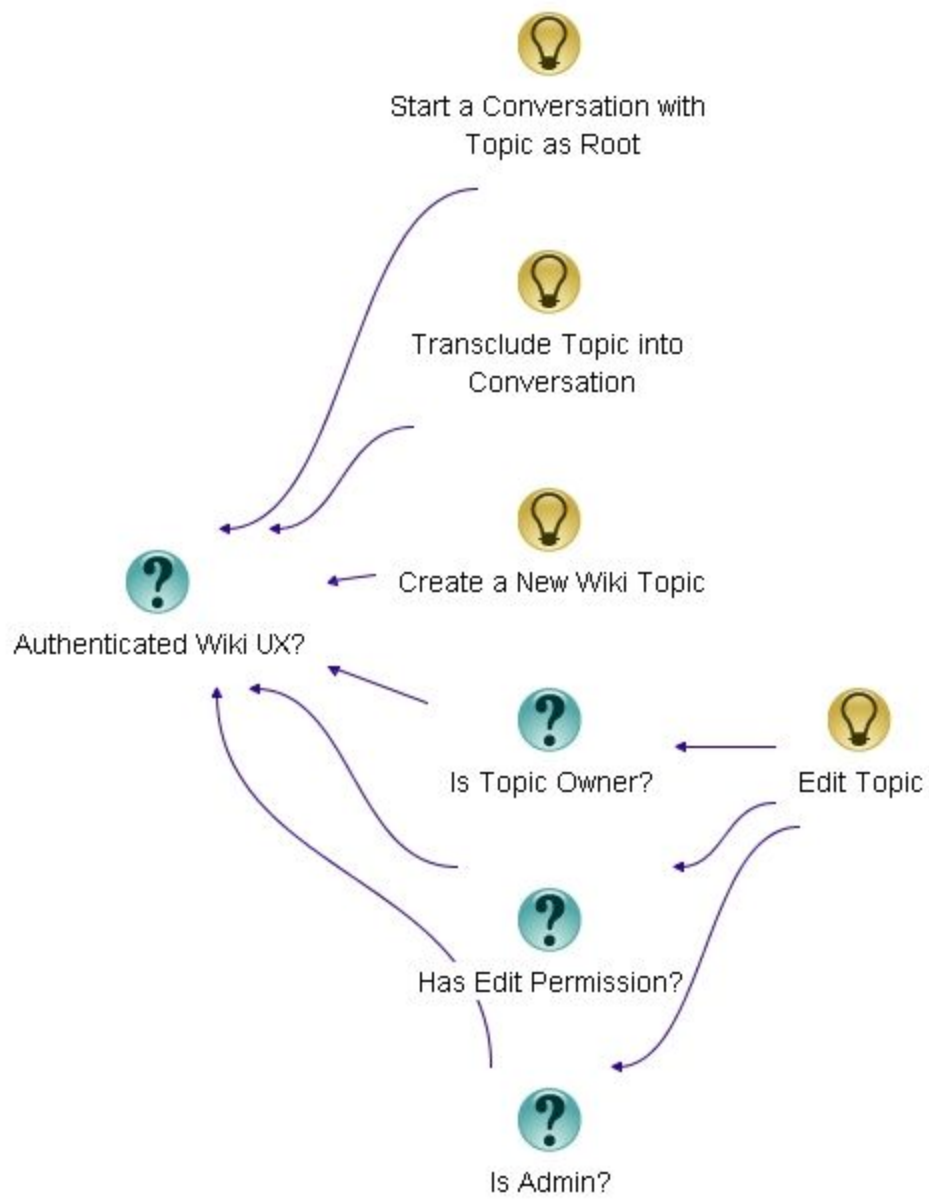 Start a Conversation with
Topic as Root
Transclude Topic into
Conversation
Create a New Wiki Topic
Authenticated Wiki UX?
Is Topic Owner?
Edit Topic
Has Edit Permission?
Is Admin?